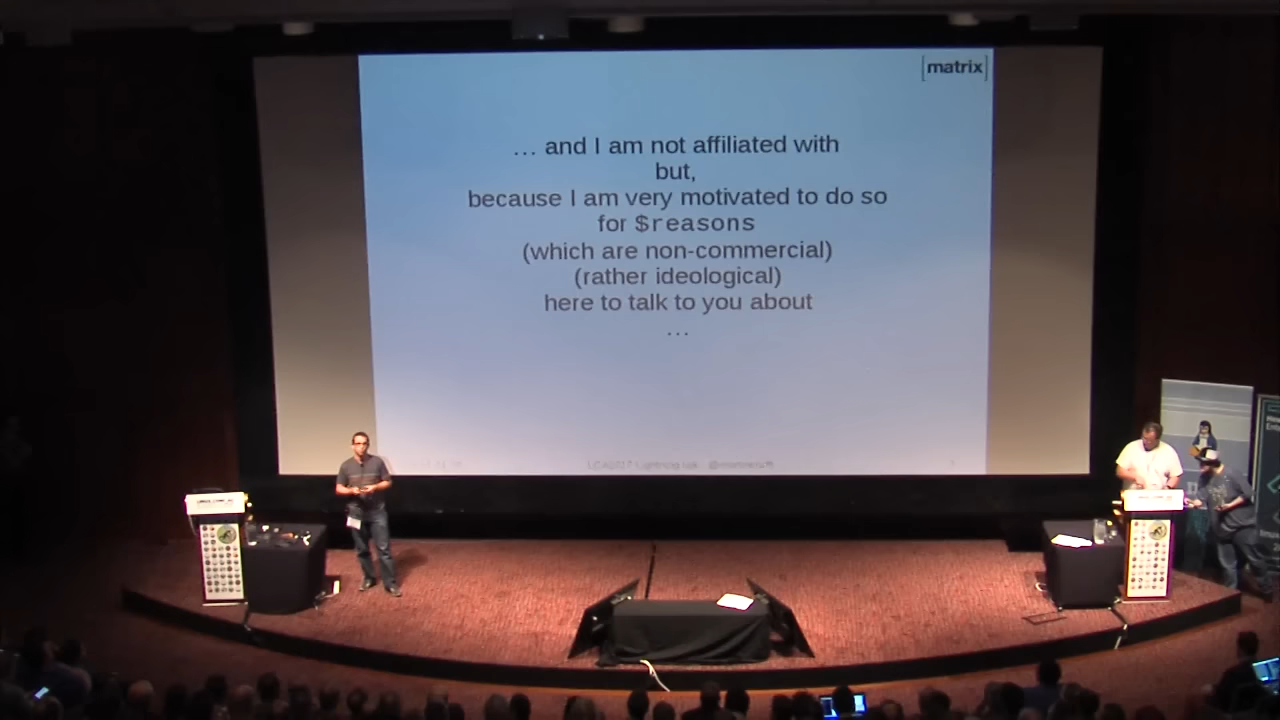 [matrix]
... and I am not affiliated with
but,
because I am very motivated to do so
for $reasons
(which are non-commercial)
(rather ideological)
here to talk to you about
...